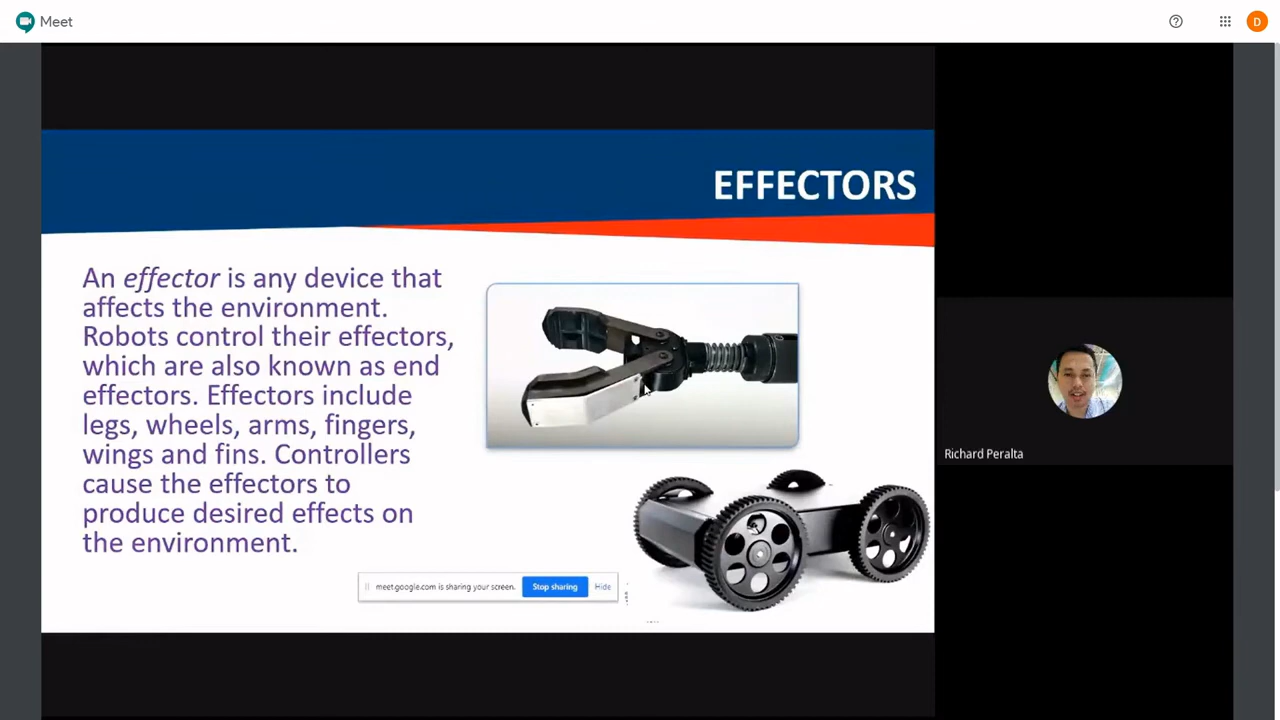 Meet
D
EFFECTORS
An effector is any device that
affects the environment.
Robots control their effectors,
which are also known as end
effectors. Effectors include
legs, wheels, arms, fingers,
wings and fins. Controllers
cause the effectors to
produce desired effects on
the environment.
meet.google.com is sharing your screen.
Stop sharing
Hide
Richard Peralta